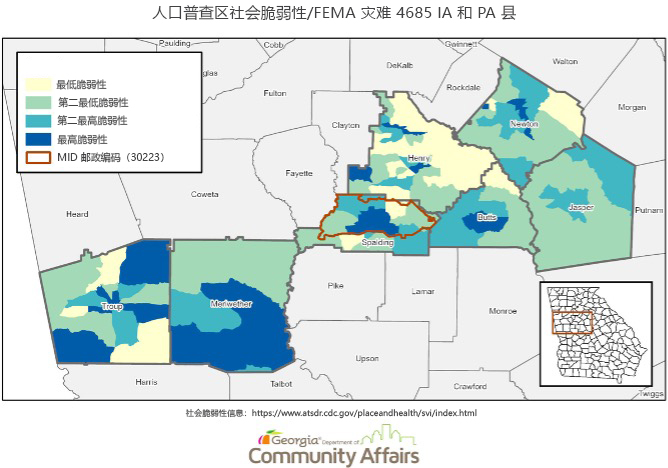 人口普查区社会脆弱性/FEMA 灾难 4685 IA 和 PA 县
最低脆弱性
第二最低脆弱性
第二最高脆弱性
最高脆弱性
MID 邮政编码（30223）
Paulding
Cobb
Gwinnett
Walton
DeKalb
glas
Fulton
Rockdale
Morgan
Clayton
Newton
Henry
Fayette
Coweta
Heard
Jasper
Putnam
Butts
Spalding
Pike
Lamar
Monroe
Troup
Meriwether
Upson
Harris
Talbot
Crawford
Twiggs
社会脆弱性信息：https://www.atsdr.cdc.gov/placeandhealth/svi/index.html
Georgia Department of
Community Affairs